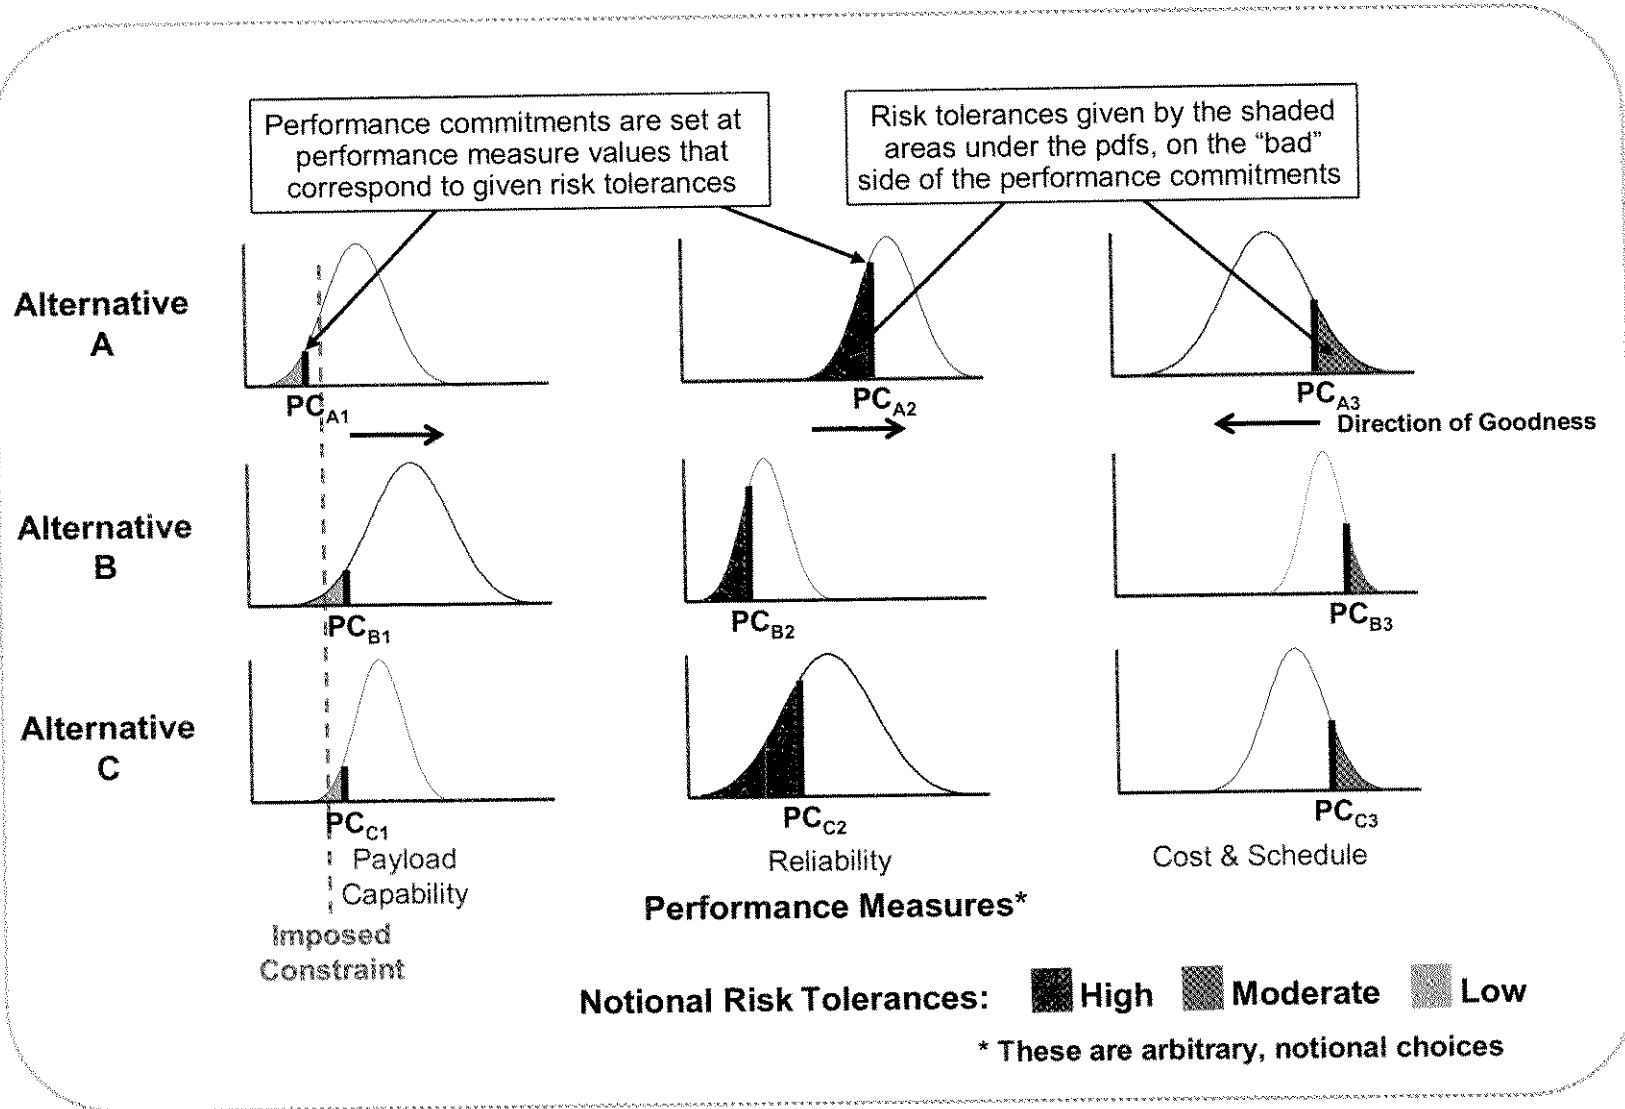 Performance commitments are set at
performance measure values that
correspond to given risk tolerances
Risk tolerances given by the shaded
areas under the pdfs, on the “bad”
side of the performance commitments
Alternative
A
PCA1
PCA2
PCA3
Direction of Goodness
Alternative
B
PCB1
PCB2
PCB3
Alternative
C
PCC1
PCC2
PCC3
Payload
Capability
Reliability
Cost & Schedule
Performance Measures*
Imposed
Constraint
Notional Risk Tolerances: High Moderate Low
* These are arbitrary, notional choices